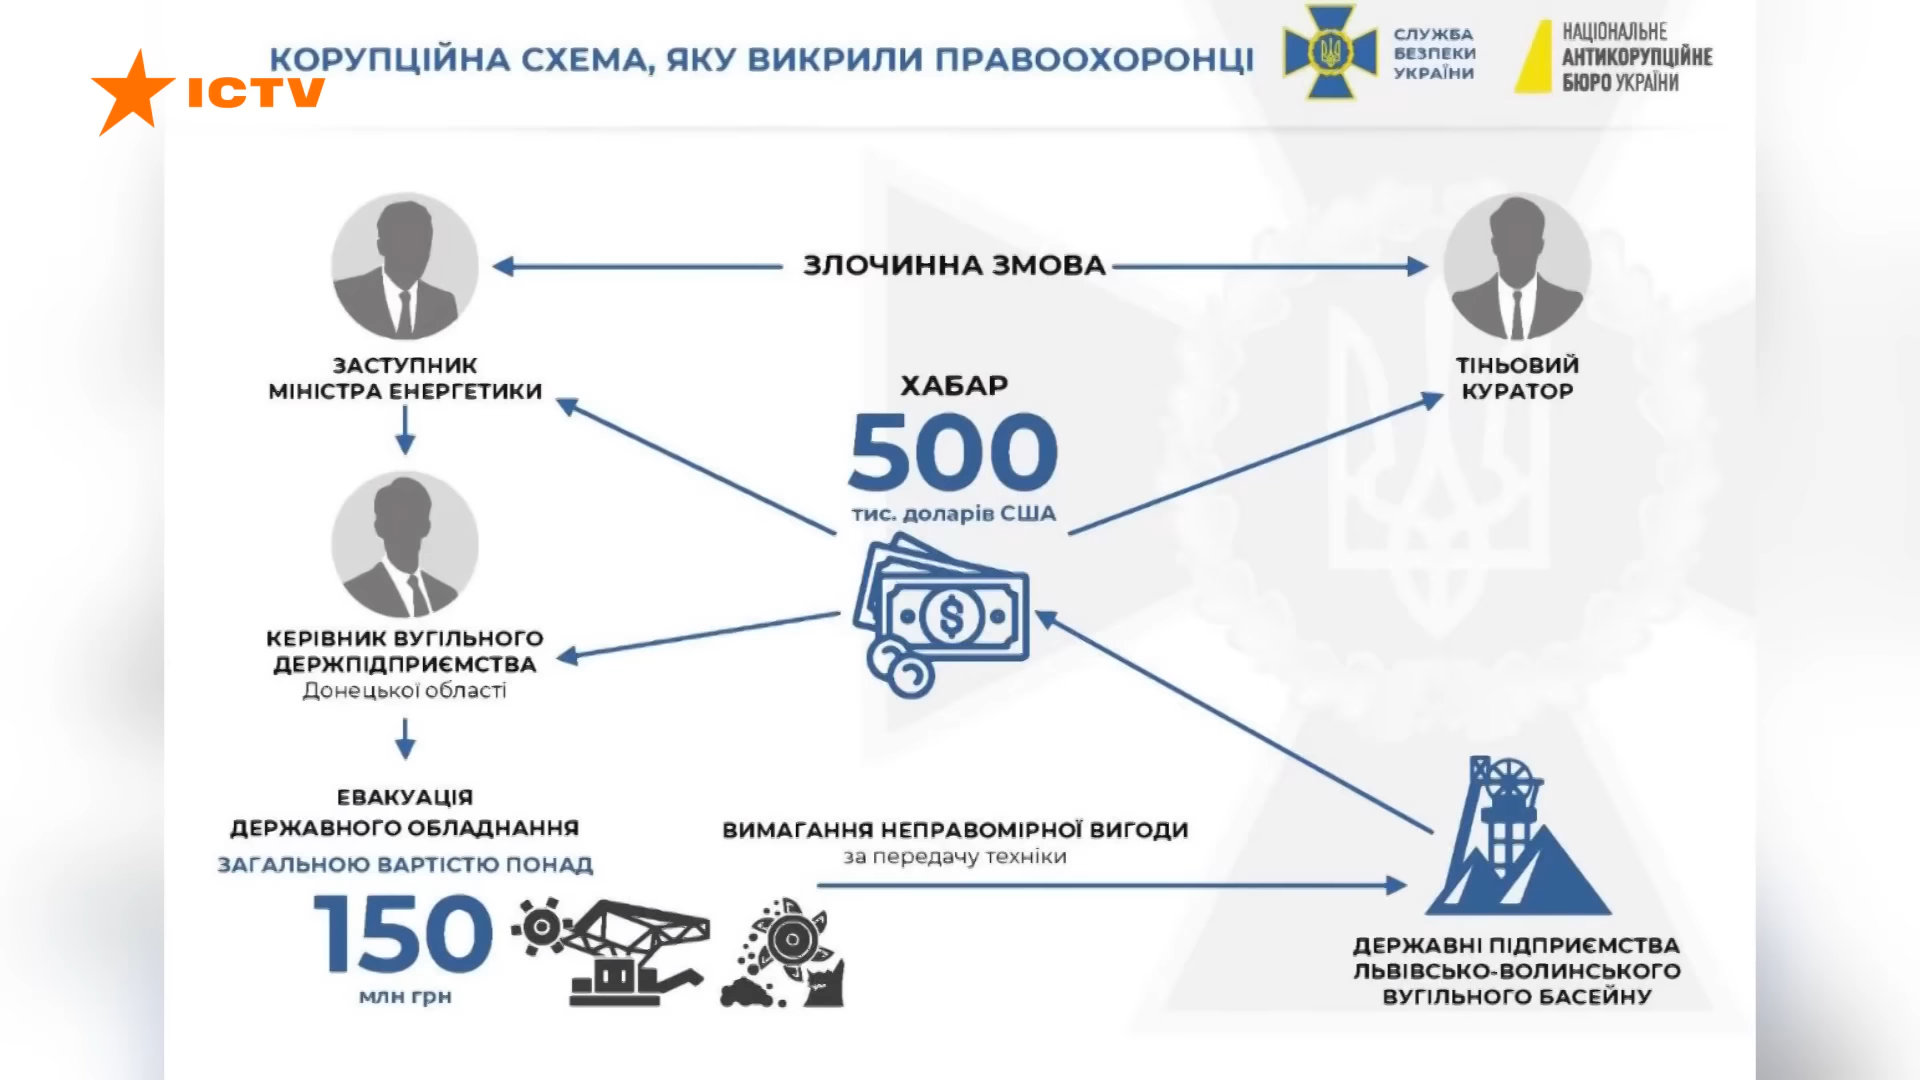 КОРУПЦІЙНА СХЕМА, ЯКУ ВИКРИЛИ ПРАВООХОРОНЦІ
ICTV
СЛУЖБА
БЕЗПЕКИ
УКРАЇНИ
НАЦІОНАЛЬНЕ
АНТИКОРУПЦІЙНЕ
БЮРО УКРАЇНИ
ЗЛОЧИННА ЗМОВА
ЗАСТУПНИК
МІНІСТРА ЕНЕРГЕТИКИ
ТІНЬОВИЙ
КУРАТОР
ХАБАР
500
тис. доларів США
$
КЕРІВНИК ВУГІЛЬНОГО
ДЕРЖПІДПРИЄМСТВА
Донецької області
ЕВАКУАЦІЯ
ДЕРЖАВНОГО ОБЛАДНАННЯ
ЗАГАЛЬНОЮ ВАРТІСТЮ ПОНАД
150
млн грн
ВИМАГАННЯ НЕПРАВОМІРНОЇ ВИГОДИ
за передачу техніки
ДЕРЖАВНІ ПІДПРИЄМСТВА
ЛЬВІВСЬКО-ВОЛИНСЬКОГО
ВУГІЛЬНОГО БАСЕЙНУ